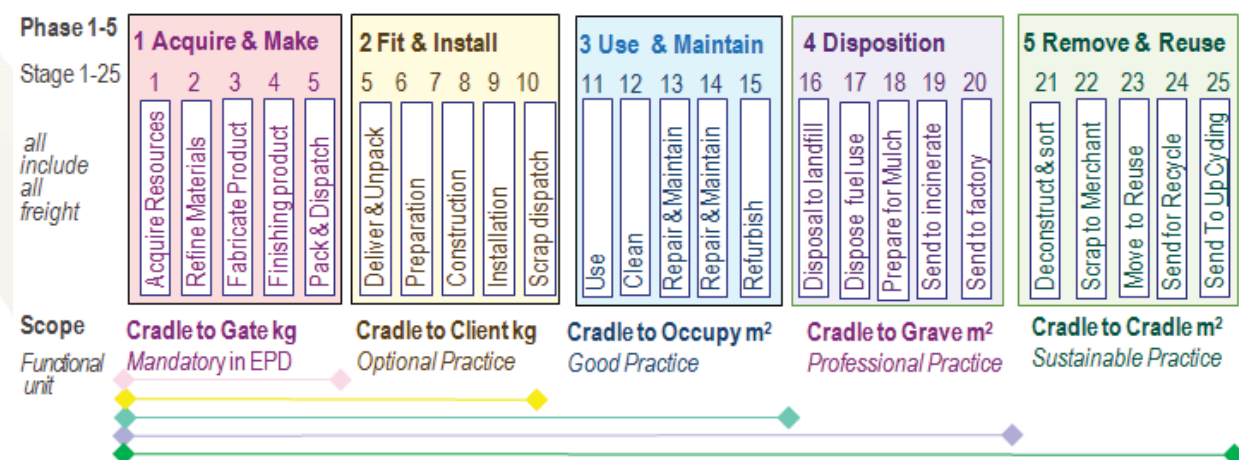 Phase 1-5
1 Acquire & Make
2 Fit & Install
3 Use & Maintain
4 Disposition
5 Remove & Reuse
Stage 1-25
1 2 3 4 5
5 6 7 8 9 10
11 12 13 14 15
16 17 18 19 20
21 22 23 24 25
all
include
all
freight
Acquire Resources
Refine Materials
Fabricate Product
Finishing product
Pack & Dispatch
Deliver & Unpack
Preparation
Construction
Installation
Scrap dispatch
Use
Clean
Repair & Maintain
Repair & Maintain
Refurbish
Disposal to landfill
Dispose fuel use
Prepare for Mulch
Send to incinerate
Send to factory
Deconstruct & sort
Scrap to Merchant
Move to Reuse
Send for Recycle
Send To Up Cyding
Scope
Cradle to Gate kg
Cradle to Client kg
Cradle to Occupy m²
Cradle to Grave m²
Cradle to Cradle m²
Functional
unit
Mandatory in EPD
Optional Practice
Good Practice
Professional Practice
Sustainable Practice